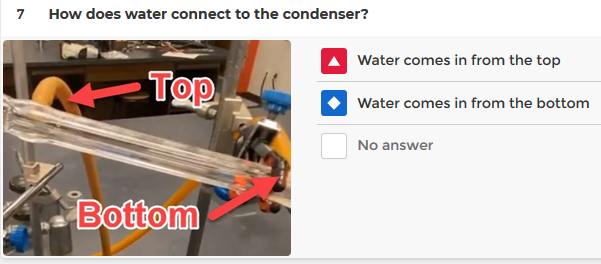 7 How does water connect to the condenser?
Top
Bottom
Water comes in from the top
Water comes in from the bottom
No answer